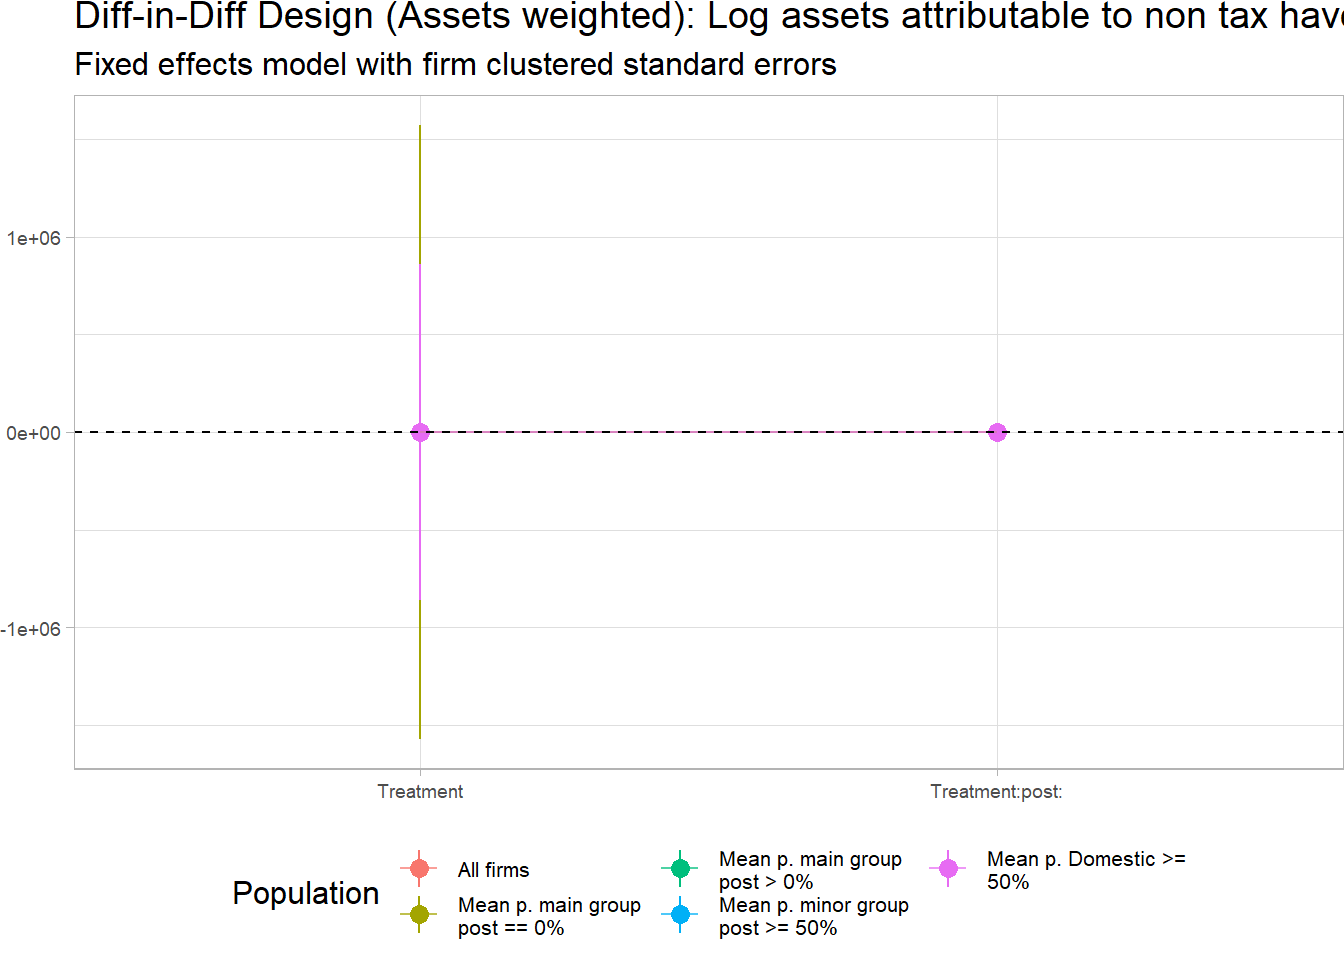 Diff-in-Diff Design (Assets weighted): Log assets attributable to non tax have
Fixed effects model with firm clustered standard errors
1e+06
0e+00
-1e+06
Treatment
Treatment:post:
Population
All firms
Mean p. main group
post == 0%
Mean p. main group
post > 0%
Mean p. minor group
post >= 50%
Mean p. Domestic >=
50%